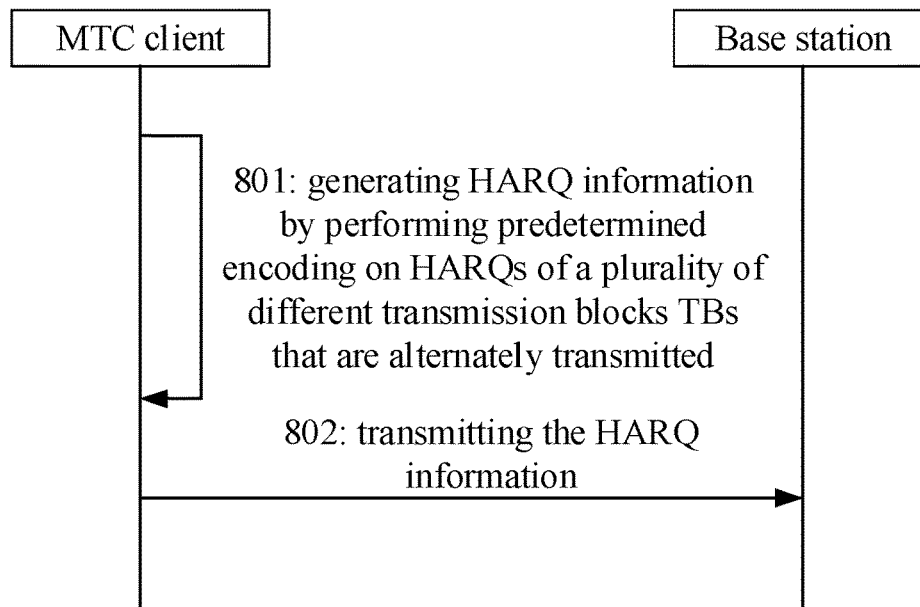 MTC client
Base station
801: generating HARQ information
by performing predetermined
encoding on HARQs of a plurality of
different transmission blocks TBs
that are alternately transmitted
802: transmitting the HARQ
information